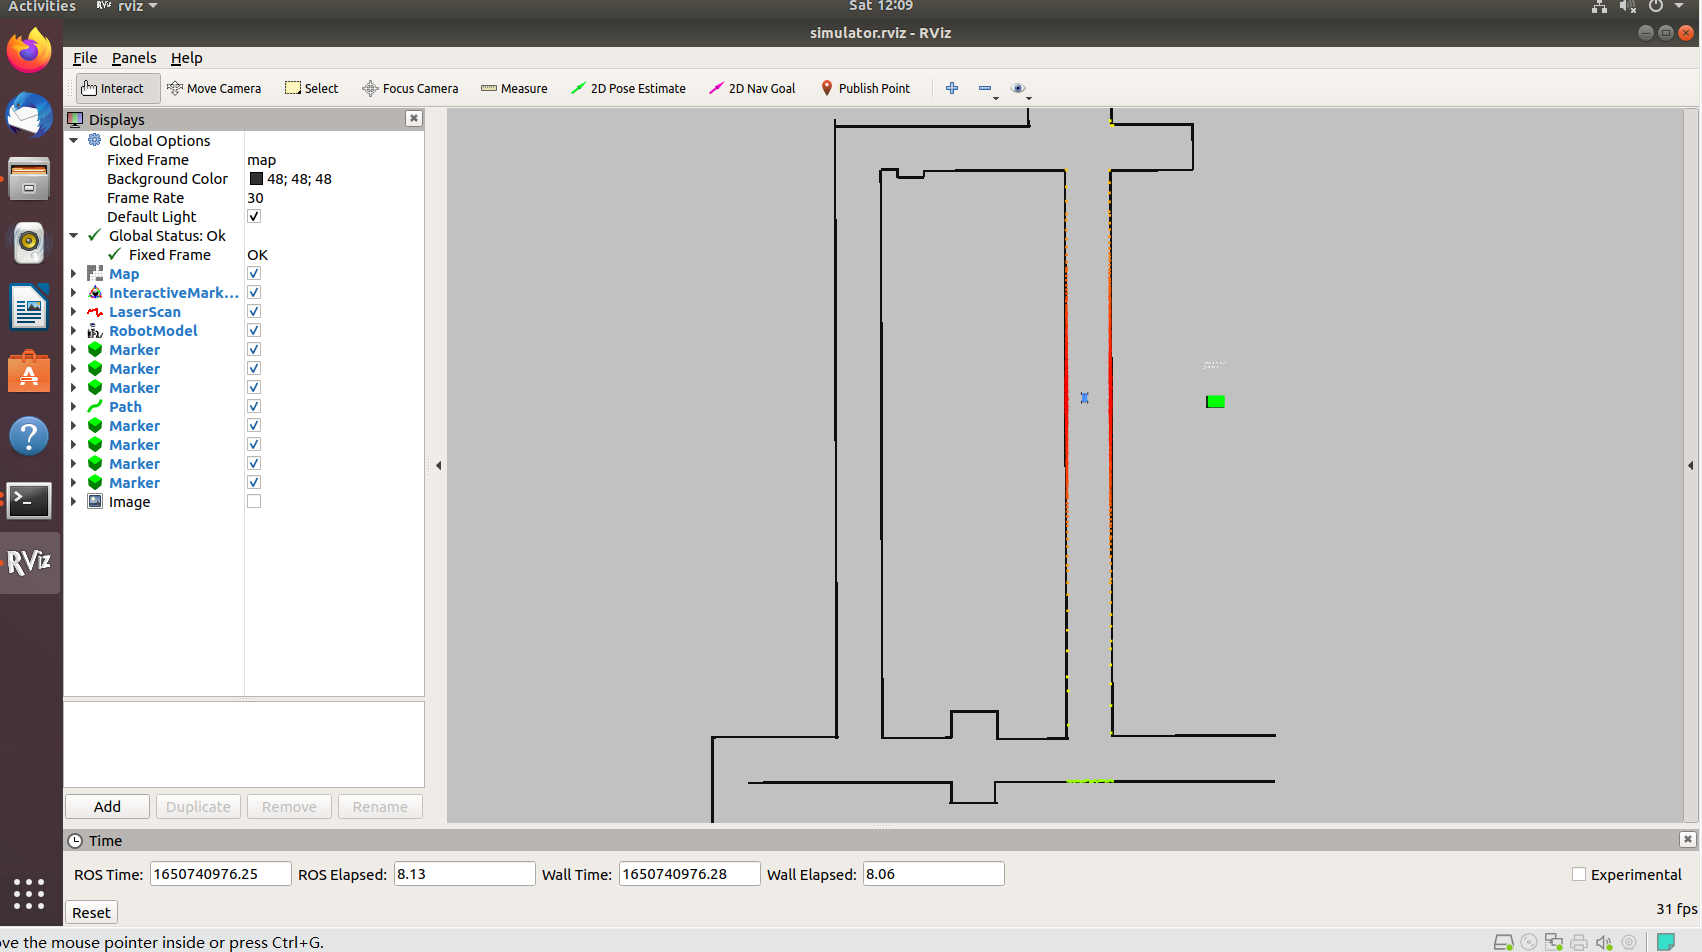 Activities rviz Sat 12:09
simulator.rviz - RViz
File Panels Help
Interact Move Camera Select Focus Camera Measure 2D Pose Estimate 2D Nav Goal Publish Point
Displays
Global Options
Fixed Frame map
Background Color 48; 48; 48
Frame Rate 30
Default Light
Global Status: Ok
Fixed Frame OK
Map
InteractiveMark...
LaserScan
RobotModel
Marker
Marker
Marker
Path
Marker
Marker
Marker
Marker
Image
RViz
Add Duplicate Remove Rename
Time
ROS Time: 1650740976.25 ROS Elapsed: 8.13 Wall Time: 1650740976.28 Wall Elapsed: 8.06 Experimental
Reset 31 fps
ove the mouse pointer inside or press Ctrl+G.